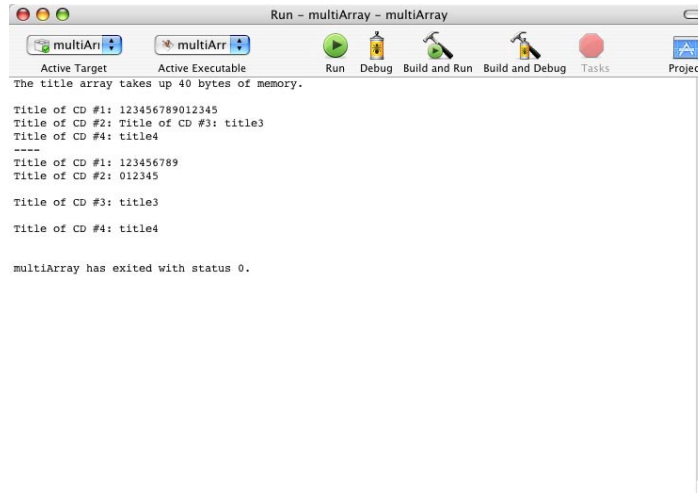 Run – multiArray – multiArray
multiArr
Active Target
Active Executable
Run
Debug
Build and Run
Build and Debug
Tasks
The title array takes up 40 bytes of memory.
Title of CD #1: 123456789012345
Title of CD #2: Title of CD #3: title3
Title of CD #4: title4
----
Title of CD #1: 123456789
Title of CD #2: 012345
Title of CD #3: title3
Title of CD #4: title4
multiArray has exited with status 0.